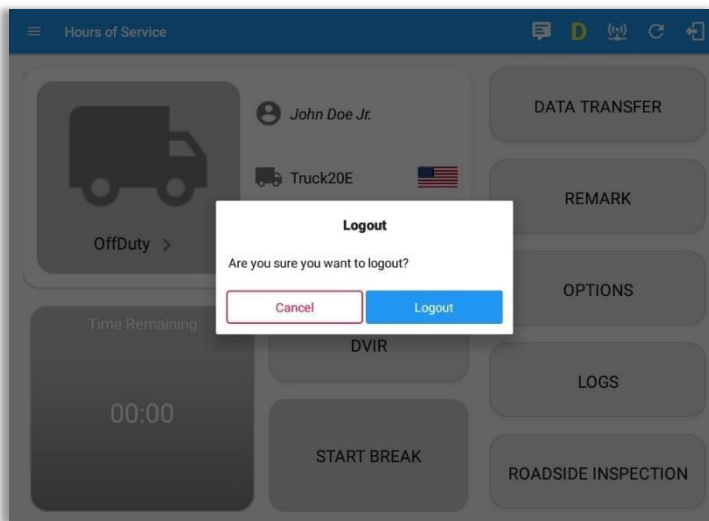 Hours of Service
D
John Doe Jr.
Truck20E
OffDuty >
Logout
Are you sure you want to logout?
Cancel
Logout
Time Remaining
00:00
DVIR
START BREAK
DATA TRANSFER
REMARK
OPTIONS
LOGS
ROADSIDE INSPECTION